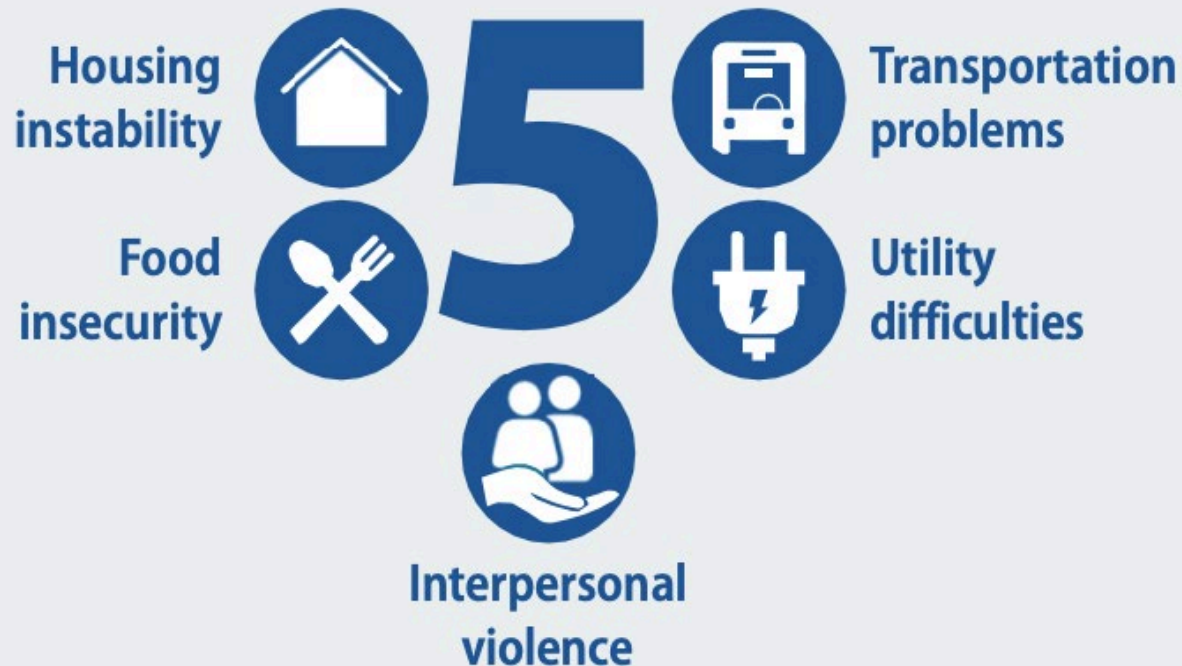 Housing
instability
Food
insecurity
5
Transportation
problems
Utility
difficulties
Interpersonal
violence